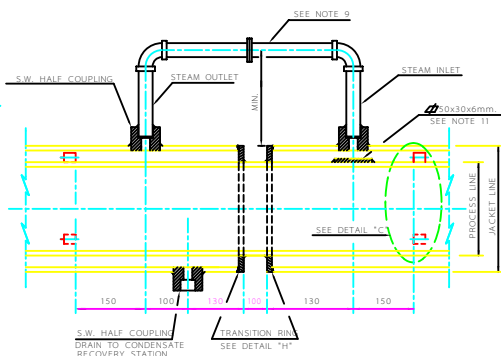 SEE NOTE 9
S.W. HALF COUPLING
STEAM OUTLET
STEAM INLET
MIN.
50x30x6mm.
SEE NOTE 11
PROCESS LINE
JACKET LINE
SEE DETAIL "C"
150
100
130
100
130
150
S.W. HALF COUPLING
DRAIN TO CONDENSATE
RECOVERY STATION
TRANSITION RING
SEE DETAIL "H"